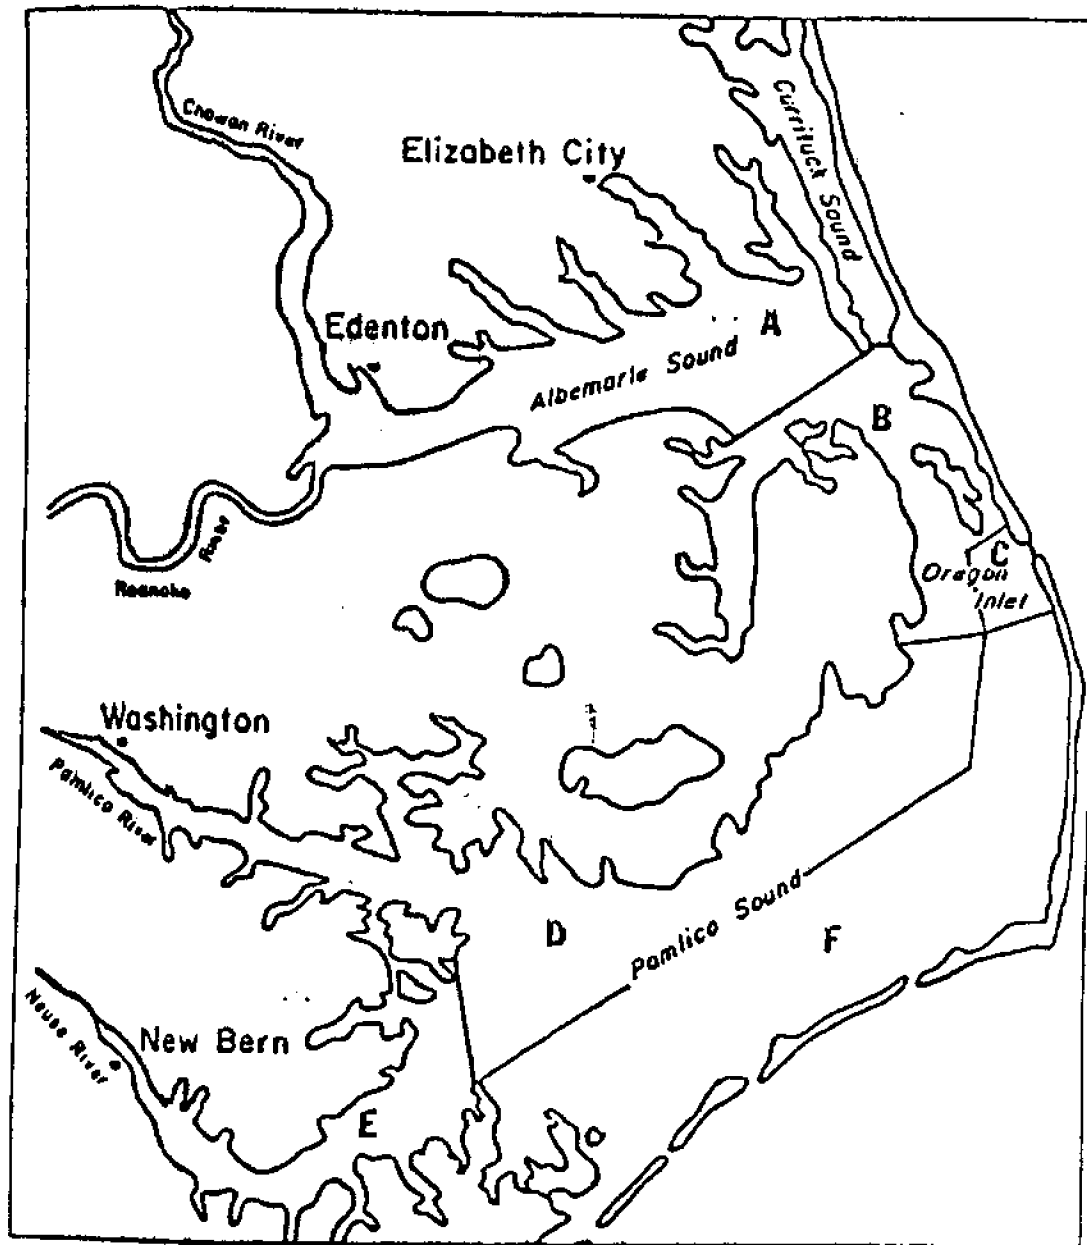 Chowan River
Currituck Sound
Elizabeth City
A
Edenton
Albemarle Sound
B
C
Oregon
Inlet
Roanoke
River
Washington
Pamlico River
D
Pamlico Sound
F
Neuse River
New Bern
E